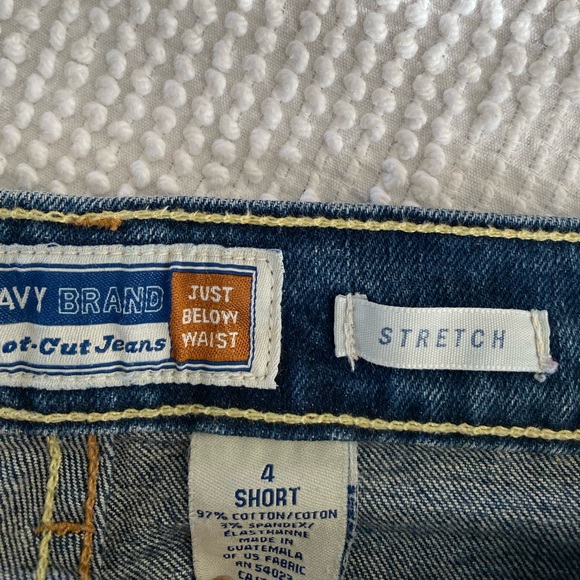 AVY BRAND
ot-Cut Jeans
JUST
BELOW
WAIST
STRETCH
4
SHORT
97% COTTON/COTON
3% SPANDEX/
ELASTHANNE
MADE IN
GUATEMALA
OF US FABRIC
RN 54023